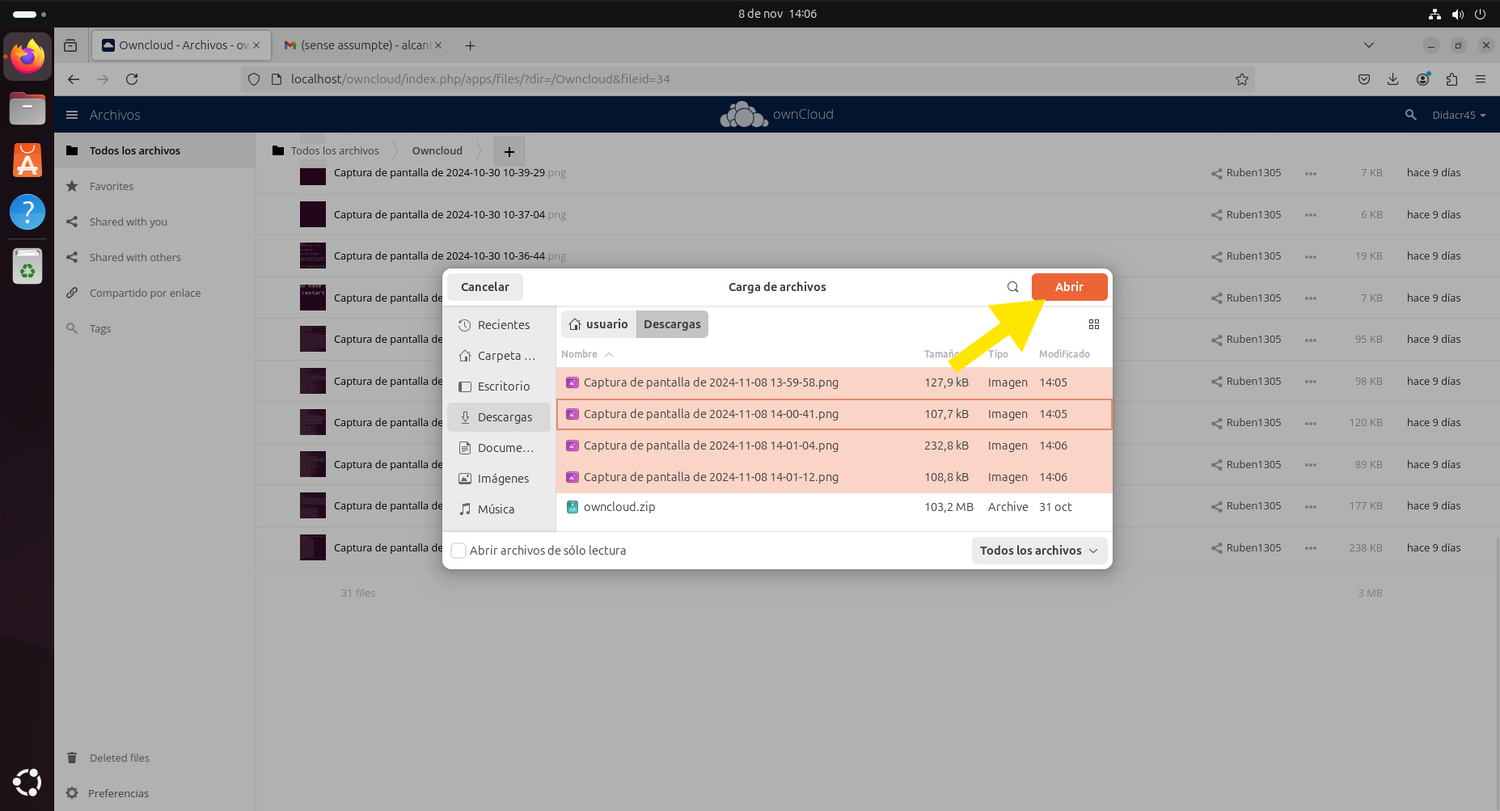 8 de nov 14:06
Owncloud - Archivos - ow
(sense assumpte) - alcant
localhost/owncloud/index.php/apps/files/?dir=/Owncloud&fileid=34
Archivos
ownCloud
Didacr45
Todos los archivos
Favorites
Shared with you
Shared with others
Compartido por enlace
Tags
Deleted files
Preferencias
Todos los archivos
Owncloud
+
Captura de pantalla de 2024-10-30 10-39-29.png Ruben1305 7 KB hace 9 días
Captura de pantalla de 2024-10-30 10-37-04.png Ruben1305 6 KB hace 9 días
Captura de pantalla de 2024-10-30 10-36-44.png Ruben1305 19 KB hace 9 días
Captura de pantalla de Ruben1305 7 KB hace 9 días
Captura de pantalla de Ruben1305 95 KB hace 9 días
Captura de pantalla de Ruben1305 98 KB hace 9 días
Captura de pantalla de Ruben1305 120 KB hace 9 días
Captura de pantalla de Ruben1305 89 KB hace 9 días
Captura de pantalla de Ruben1305 177 KB hace 9 días
Captura de pantalla de Ruben1305 238 KB hace 9 días
31 files 3 MB
Cancelar
Carga de archivos
Abrir
Recientes
Carpeta ...
Escritorio
Descargas
Docume...
Imágenes
Música
usuario
Descargas
Nombre Tamaño Tipo Modificado
Captura de pantalla de 2024-11-08 13-59-58.png 127,9 kB Imagen 14:05
Captura de pantalla de 2024-11-08 14-00-41.png 107,7 kB Imagen 14:05
Captura de pantalla de 2024-11-08 14-01-04.png 232,8 kB Imagen 14:06
Captura de pantalla de 2024-11-08 14-01-12.png 108,8 kB Imagen 14:06
owncloud.zip 103,2 MB Archive 31 oct
Abrir archivos de sólo lectura
Todos los archivos